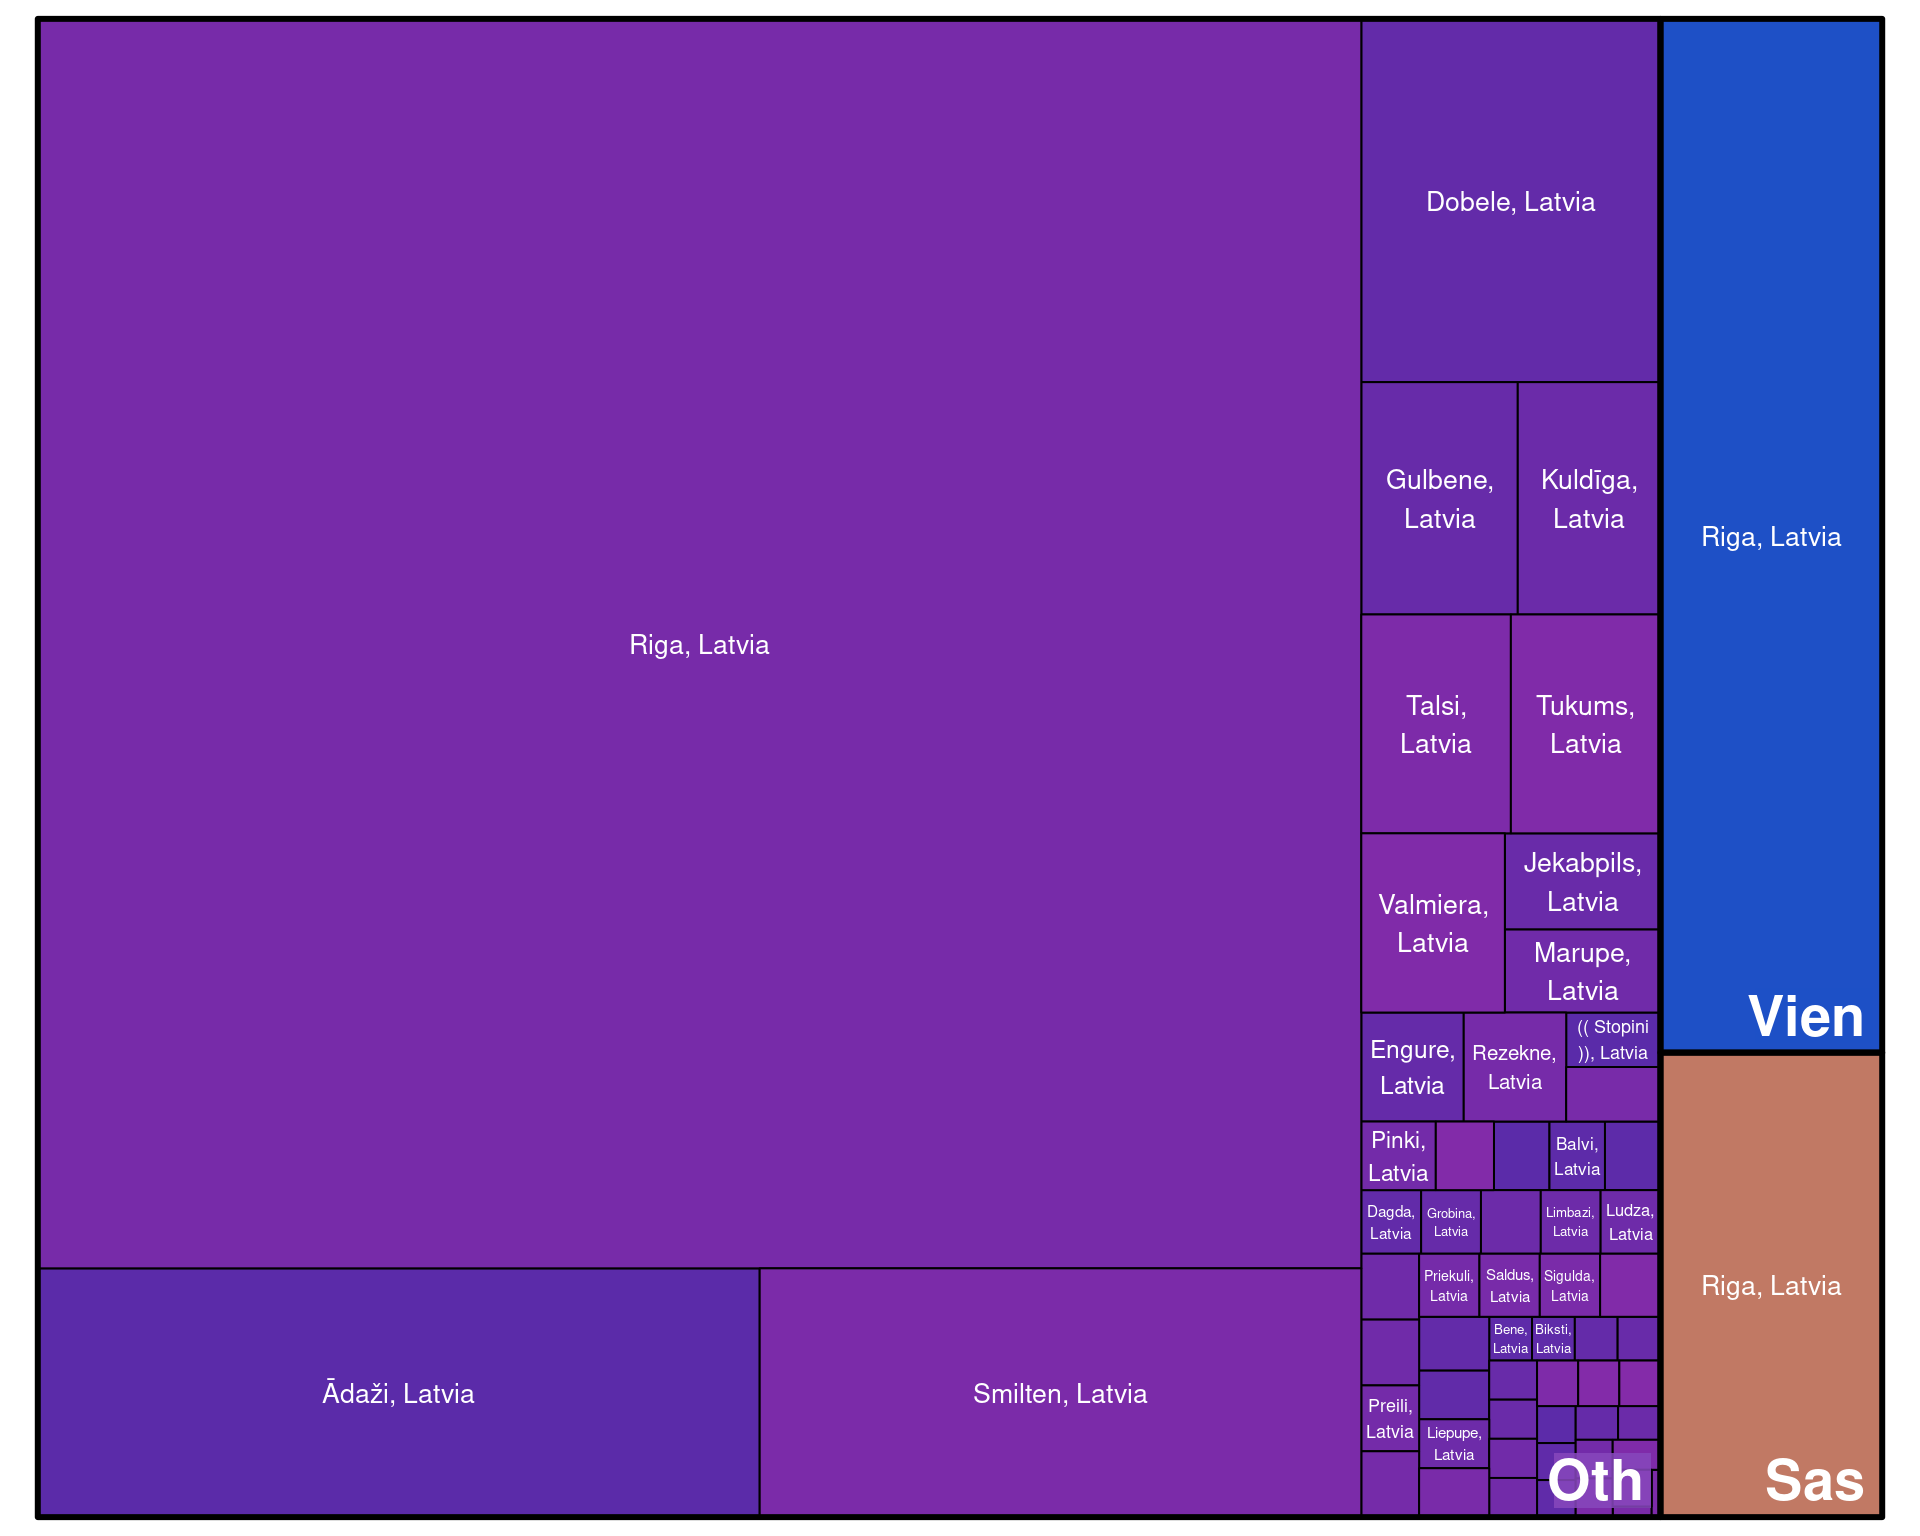 Riga, Latvia
Ādaži, Latvia
Smilten, Latvia
Dobele, Latvia
Gulbene,
Latvia
Kuldīga,
Latvia
Talsi,
Latvia
Tukums,
Latvia
Valmiera,
Latvia
Jekabpils,
Latvia
Marupe,
Latvia
Engure,
Latvia
Rezekne,
Latvia
(( Stopini
)), Latvia
Pinki,
Latvia
Balvi,
Latvia
Dagda,
Latvia
Grobina,
Latvia
Limbazi,
Latvia
Ludza,
Latvia
Priekuli,
Latvia
Saldus,
Latvia
Sigulda,
Latvia
Bene,
Latvia
Biksti,
Latvia
Preili,
Latvia
Liepupe,
Latvia
Oth
Riga, Latvia
Vien
Riga, Latvia
Sas